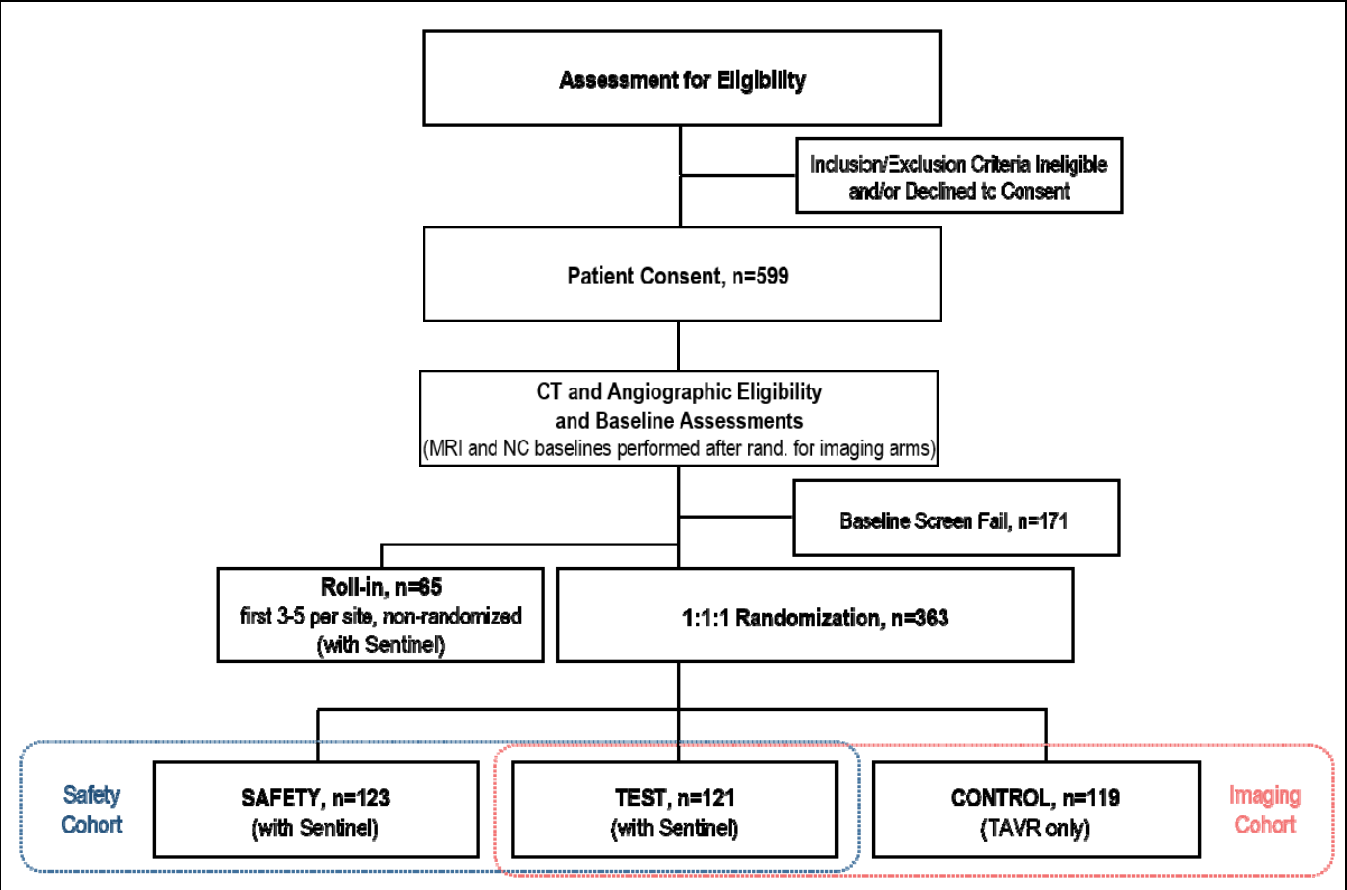 Assessment for Eligibility
Inclusion/Exclusion Criteria Ineligible
and/or Declined to Consent
Patient Consent, n=599
CT and Angiographic Eligibility
and Baseline Assessments
(MRI and NC baselines performed after rand. for imaging arms)
Baseline Screen Fail, n=171
Roll-in, n=65
first 3-5 per site, non-randomized
(with Sentinel)
1:1:1 Randomization, n=363
Safety
Cohort
SAFETY, n=123
(with Sentinel)
TEST, n=121
(with Sentinel)
CONTROL, n=119
(TAVR only)
Imaging
Cohort